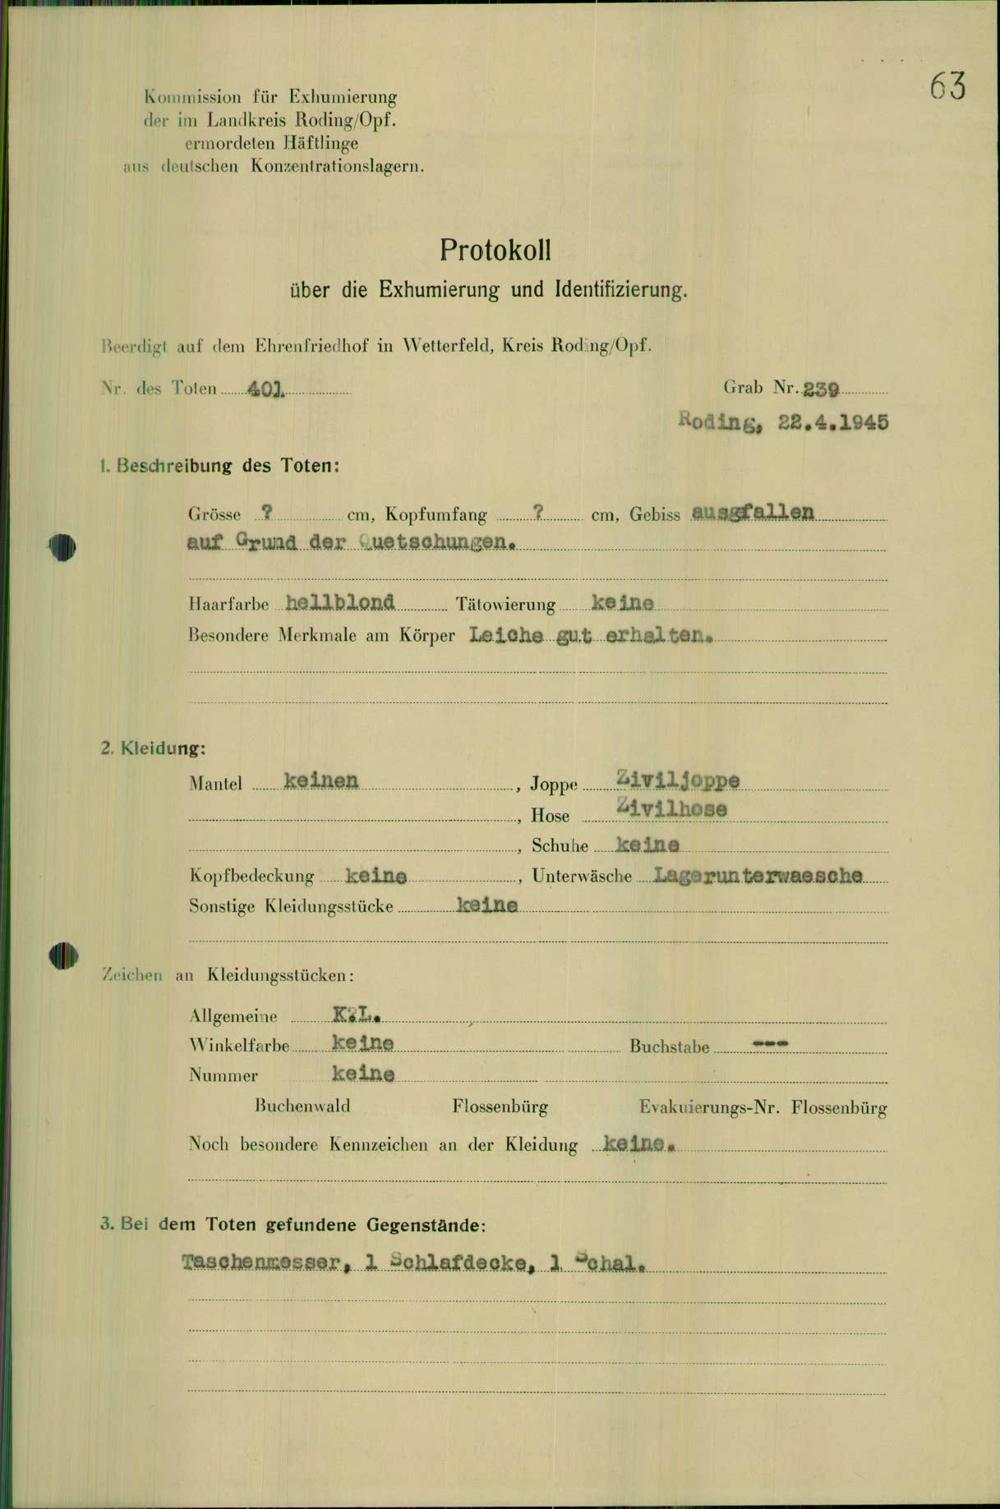 63
Kommission für Exhumierung
der im Landkreis Roding/Opf.
ermordeten Häftlinge
aus deutschen Konzentrationslagern.
Protokoll
über die Exhumierung und Identifizierung.
Beerdigt auf dem Ehrenfriedhof in Wetterfeld, Kreis Roding/Opf.
Nr. des Toten 401. Grab Nr. 239
Roding, 22.4.1945
1. Beschreibung des Toten:
Grösse ? cm, Kopfumfang ? cm, Gebiss ausgfallen
auf Grund der Quetschungen.
Haarfarbe hellblond Tätowierung keine
Besondere Merkmale am Körper Leiche gut erhalten.
2. Kleidung:
Mantel keinen, Joppe Ziviljoppe
, Hose Zivilhose
, Schuhe keine
Kopfbedeckung keine, Unterwäsche Lagerunterwaesche
Sonstige Kleidungsstücke keine
Zeichen an Kleidungsstücken:
Allgemeine K.L.
Winkelfarbe keine Buchstabe ---
Nummer keine
Buchenwald Flossenbürg Evakuierungs-Nr. Flossenbürg
Noch besondere Kennzeichen an der Kleidung keine.
3. Bei dem Toten gefundene Gegenstände:
Taschenmesser, 1 Schlafdecke, 1 Schal.